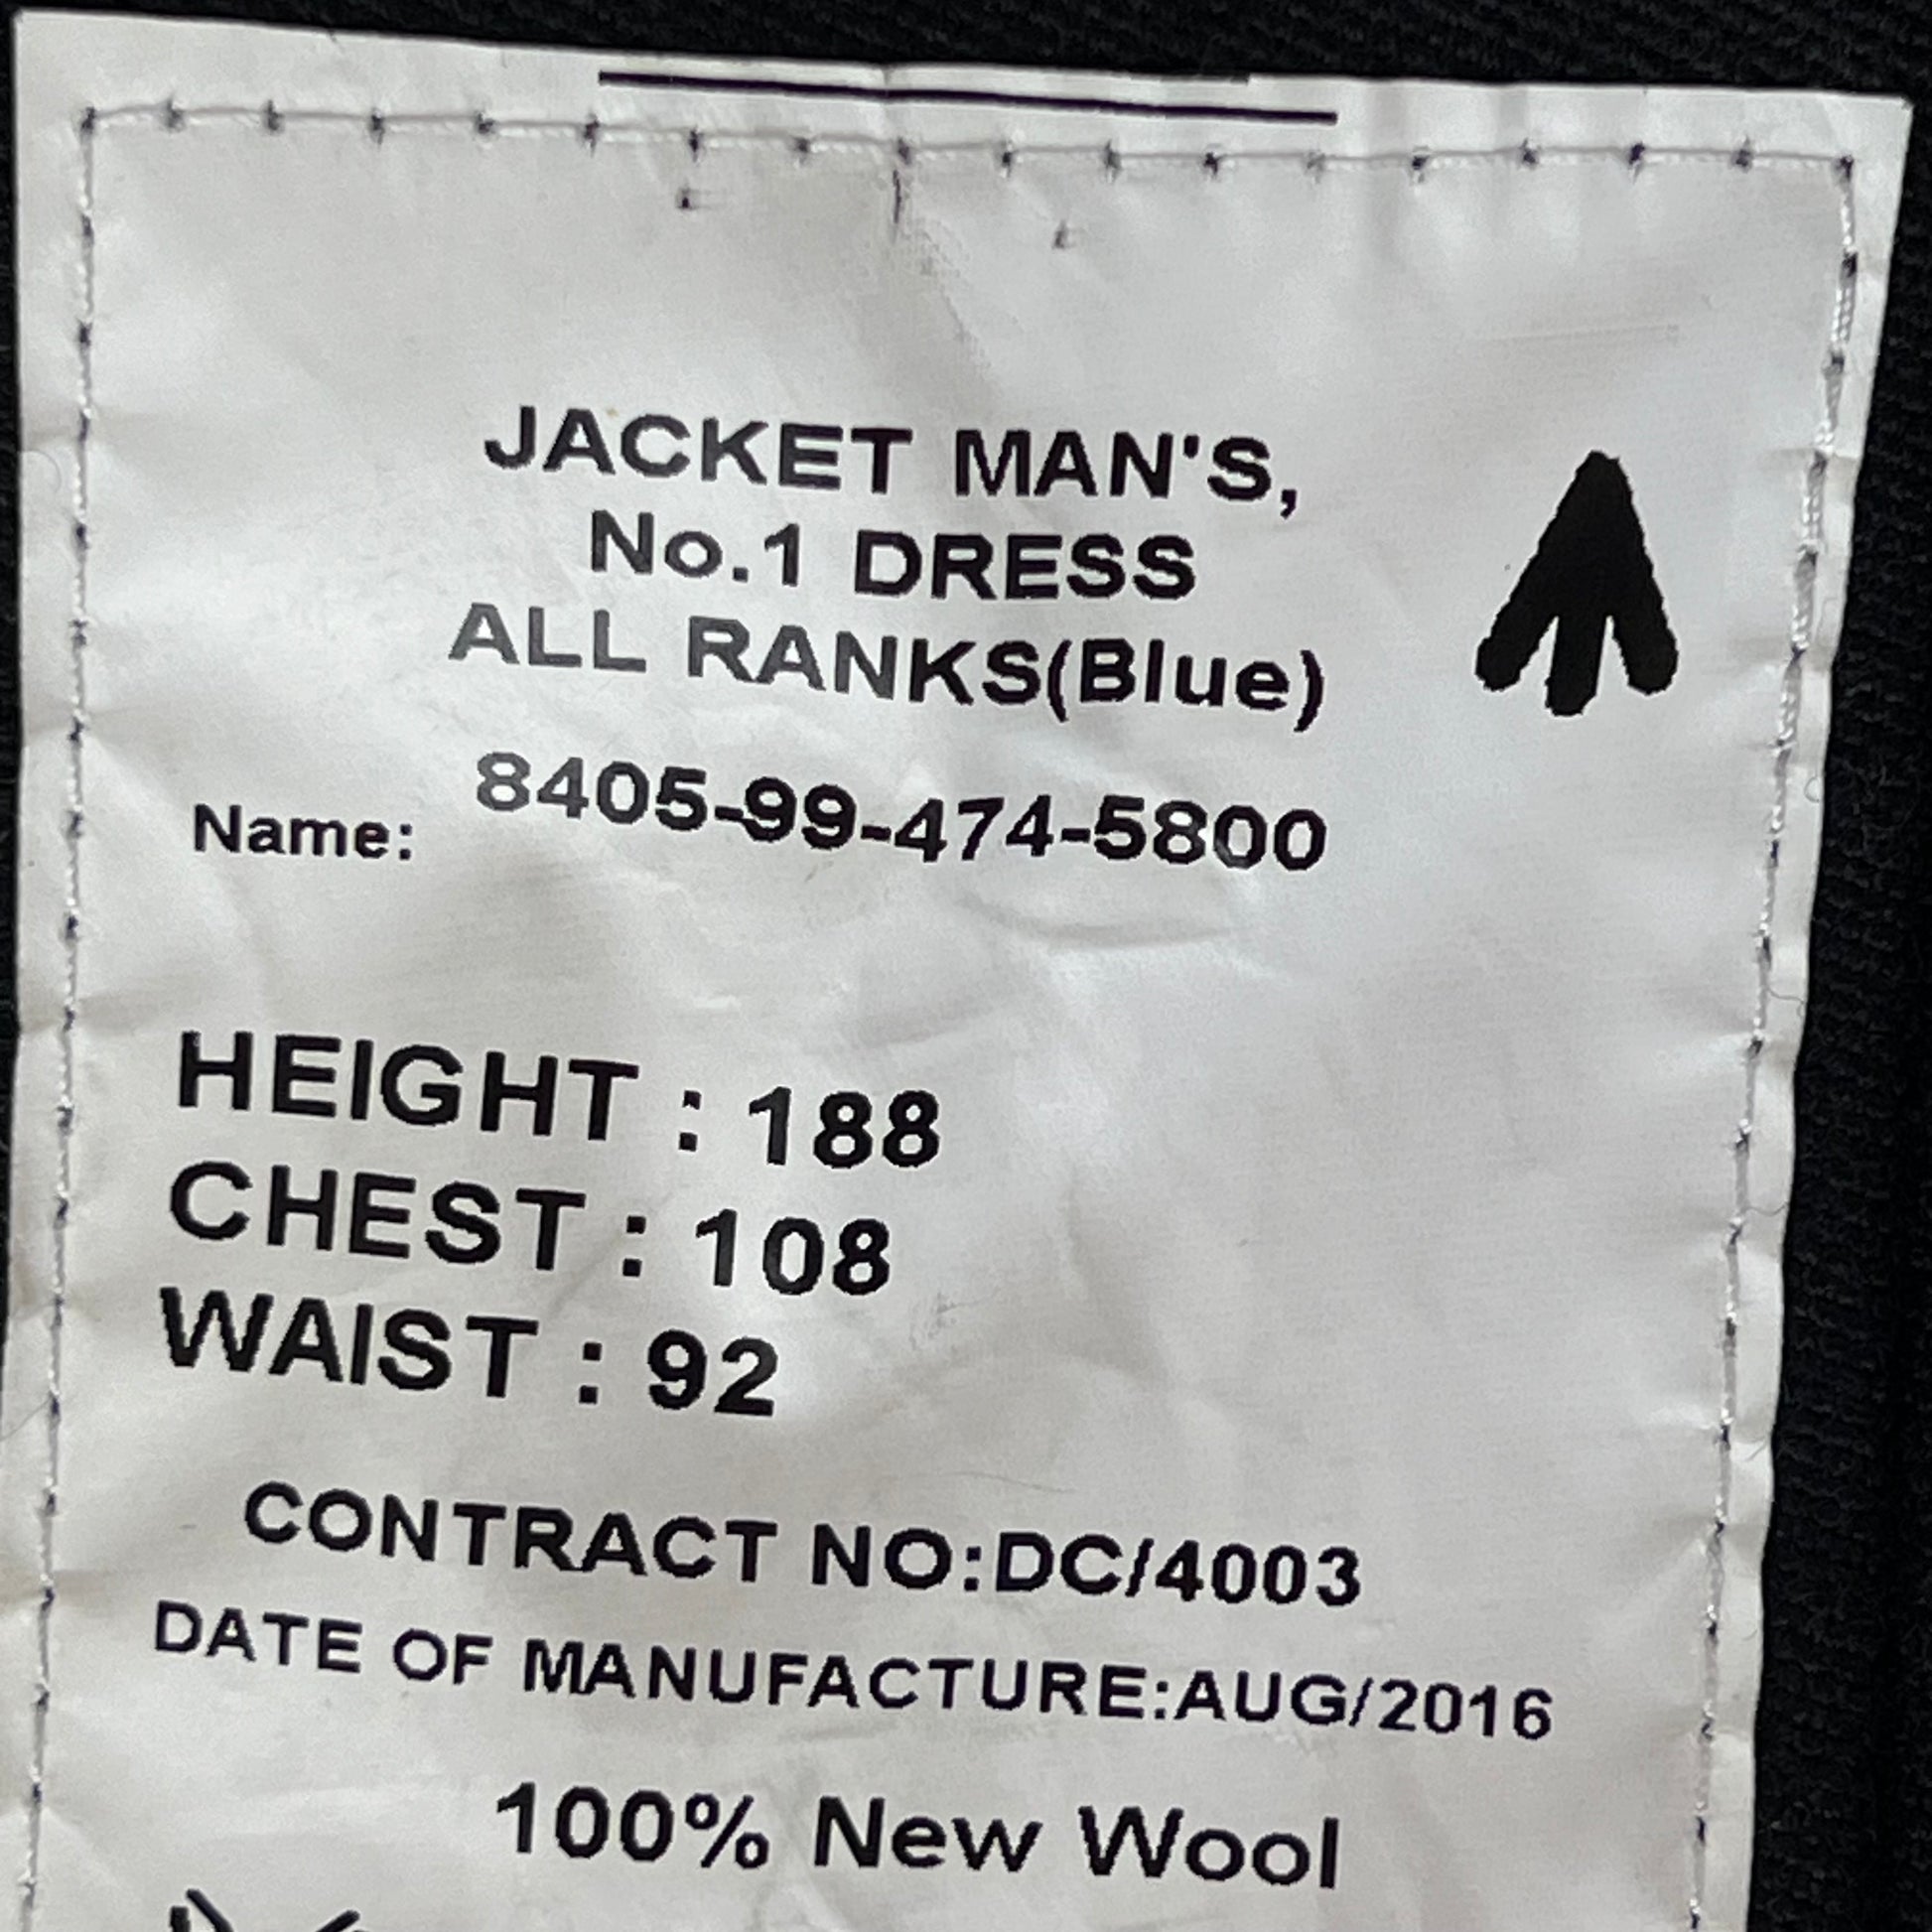 JACKET MAN'S,
No.1 DRESS
ALL RANKS(Blue)
8405-99-474-5800
Name:
HEIGHT : 188
CHEST : 108
WAIST : 92
CONTRACT NO:DC/4003
DATE OF MANUFACTURE:AUG/2016
100% New Wool